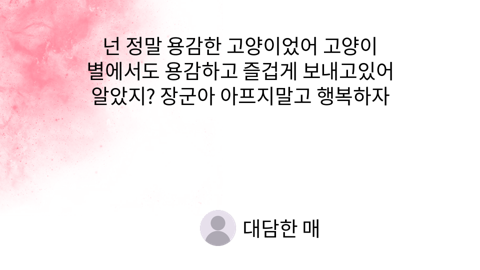 넌 정말 용감한 고양이었어 고양이
별에서도 용감하고 즐겁게 보내고있어
알았지? 장군아 아프지말고 행복하자
대담한 매